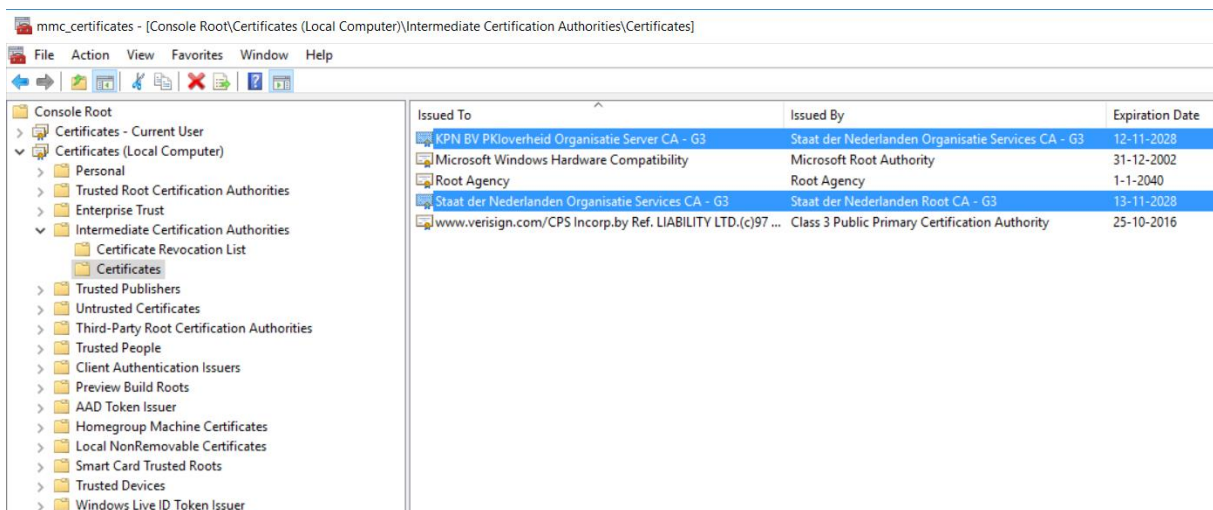 mmc_certificates - [Console Root\Certificates (Local Computer)\Intermediate Certification Authorities\Certificates]
File Action View Favorites Window Help
Console Root
Certificates - Current User
Certificates (Local Computer)
Personal
Trusted Root Certification Authorities
Enterprise Trust
Intermediate Certification Authorities
Certificate Revocation List
Certificates
Trusted Publishers
Untrusted Certificates
Third-Party Root Certification Authorities
Trusted People
Client Authentication Issuers
Preview Build Roots
AAD Token Issuer
Homegroup Machine Certificates
Local NonRemovable Certificates
Smart Card Trusted Roots
Trusted Devices
Windows Live ID Token Issuer
Issued To Issued By Expiration Date
KPN BV PKIoverheid Organisatie Server CA - G3 Staat der Nederlanden Organisatie Services CA - G3 12-11-2028
Microsoft Windows Hardware Compatibility Microsoft Root Authority 31-12-2002
Root Agency Root Agency 1-1-2040
Staat der Nederlanden Organisatie Services CA - G3 Staat der Nederlanden Root CA - G3 13-11-2028
www.verisign.com/CPS Incorp.by Ref. LIABILITY LTD.(c)97 ... Class 3 Public Primary Certification Authority 25-10-2016